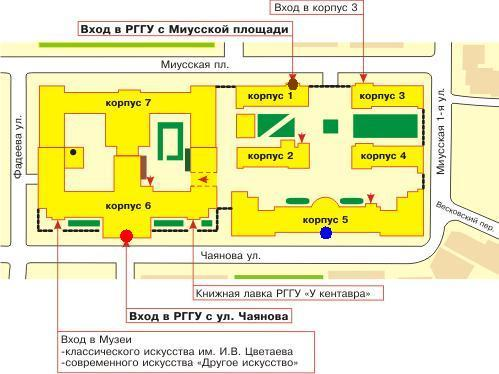 Вход в корпус 3
Вход в РГГУ с Миусской площади
Миусская пл.
корпус 7
корпус 1
корпус 3
Фадеева ул.
Миусская 1-я ул.
корпус 2
корпус 4
корпус 6
корпус 5
Весковский пер.
Чаянова ул.
Книжная лавка РГГУ «У кентавра»
Вход в РГГУ с ул. Чаянова
Вход в Музеи
-классического искусства им. И.В. Цветаева
-современного искусства «Другое искусство»